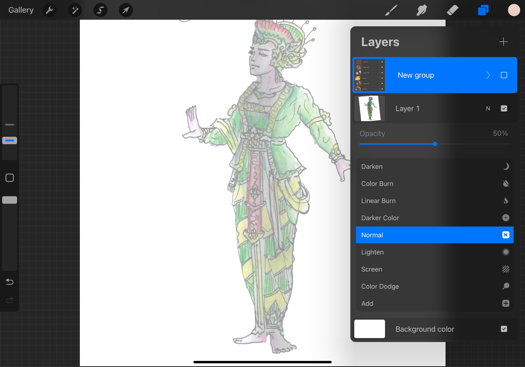 Gallery
Layers
New group
Layer 1
N
Opacity
50%
Darken
Color Burn
Linear Burn
Darker Color
Normal
N
Lighten
Screen
Color Dodge
Add
Background color